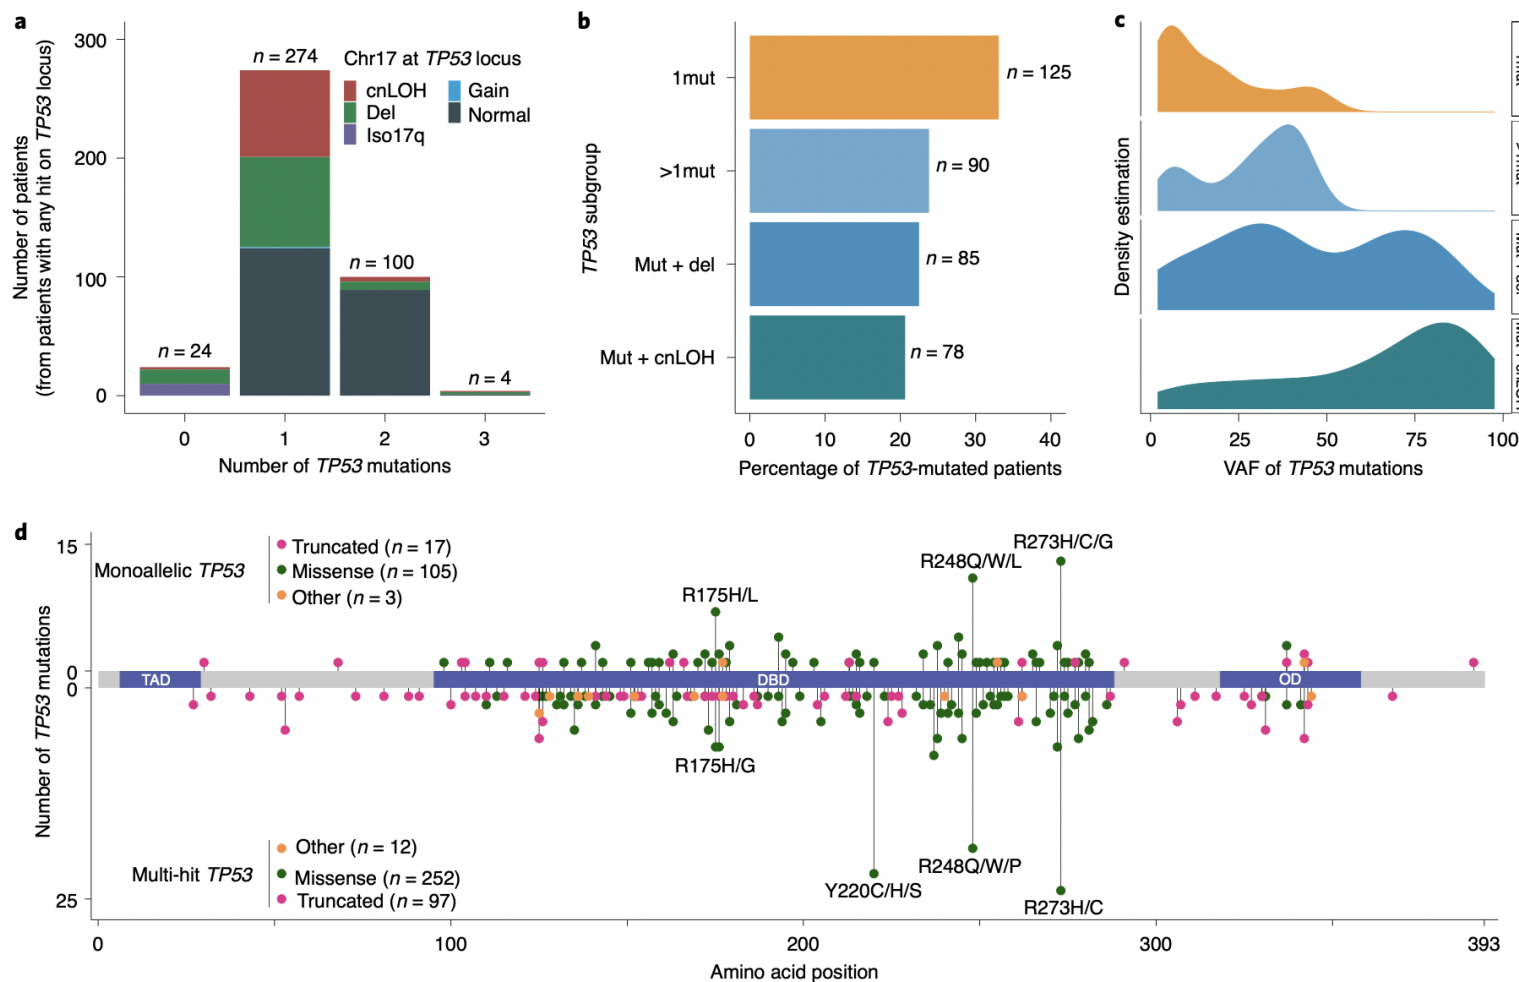 a
Number of patients
(from patients with any hit on TP53 locus)
300
200
100
0
n = 24
n = 274
n = 100
n = 4
Chr17 at TP53 locus
cnLOH
Del
Iso17q
Gain
Normal
0 1 2 3
Number of TP53 mutations
b
TP53 subgroup
1mut
>1mut
Mut + del
Mut + cnLOH
n = 125
n = 90
n = 85
n = 78
0 10 20 30 40
Percentage of TP53-mutated patients
c
Density estimation
0 25 50 75 100
VAF of TP53 mutations
d
Number of TP53 mutations
15
0
0
25
Monoallelic TP53
Truncated (n = 17)
Missense (n = 105)
Other (n = 3)
R175H/L
R248Q/W/L
R273H/C/G
TAD
DBD
OD
R175H/G
Y220C/H/S
R248Q/W/P
R273H/C
Multi-hit TP53
Other (n = 12)
Missense (n = 252)
Truncated (n = 97)
0 100 200 300 393
Amino acid position